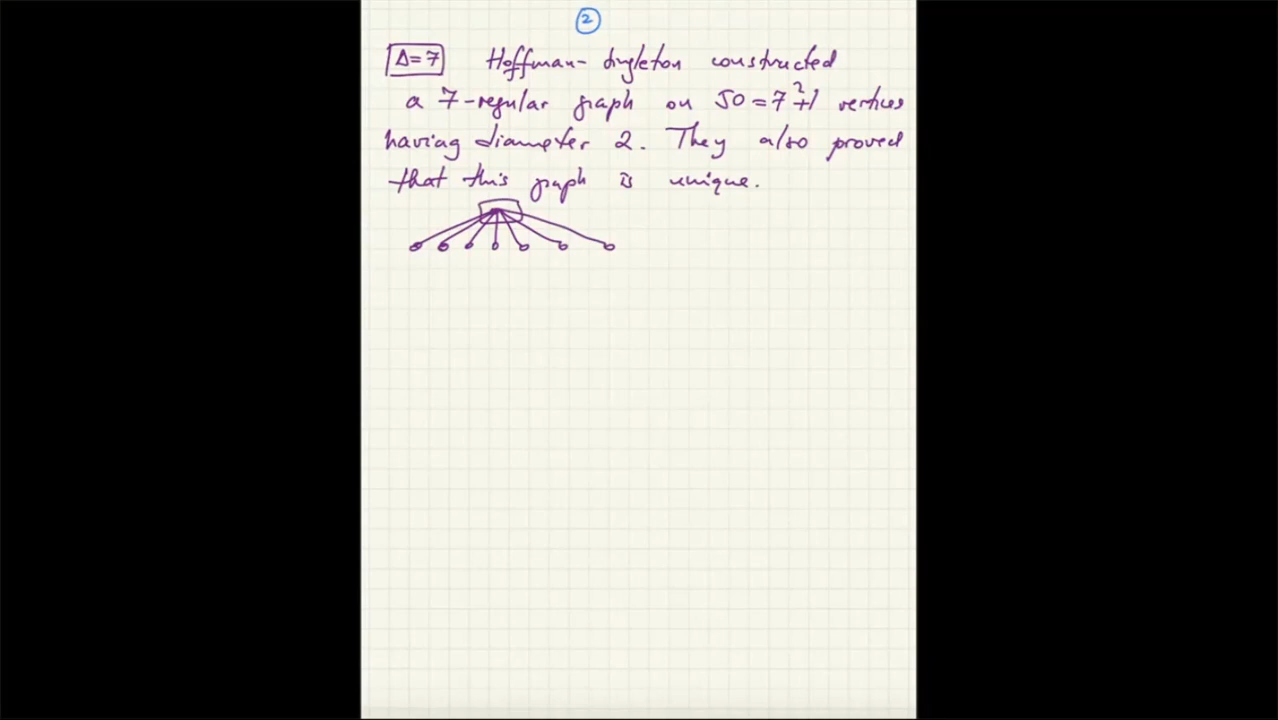 2
Δ=7 Hoffman-Singleton constructed
a 7-regular graph on 50=7²+1 vertices
having diameter 2. They also proved
that this graph is unique.